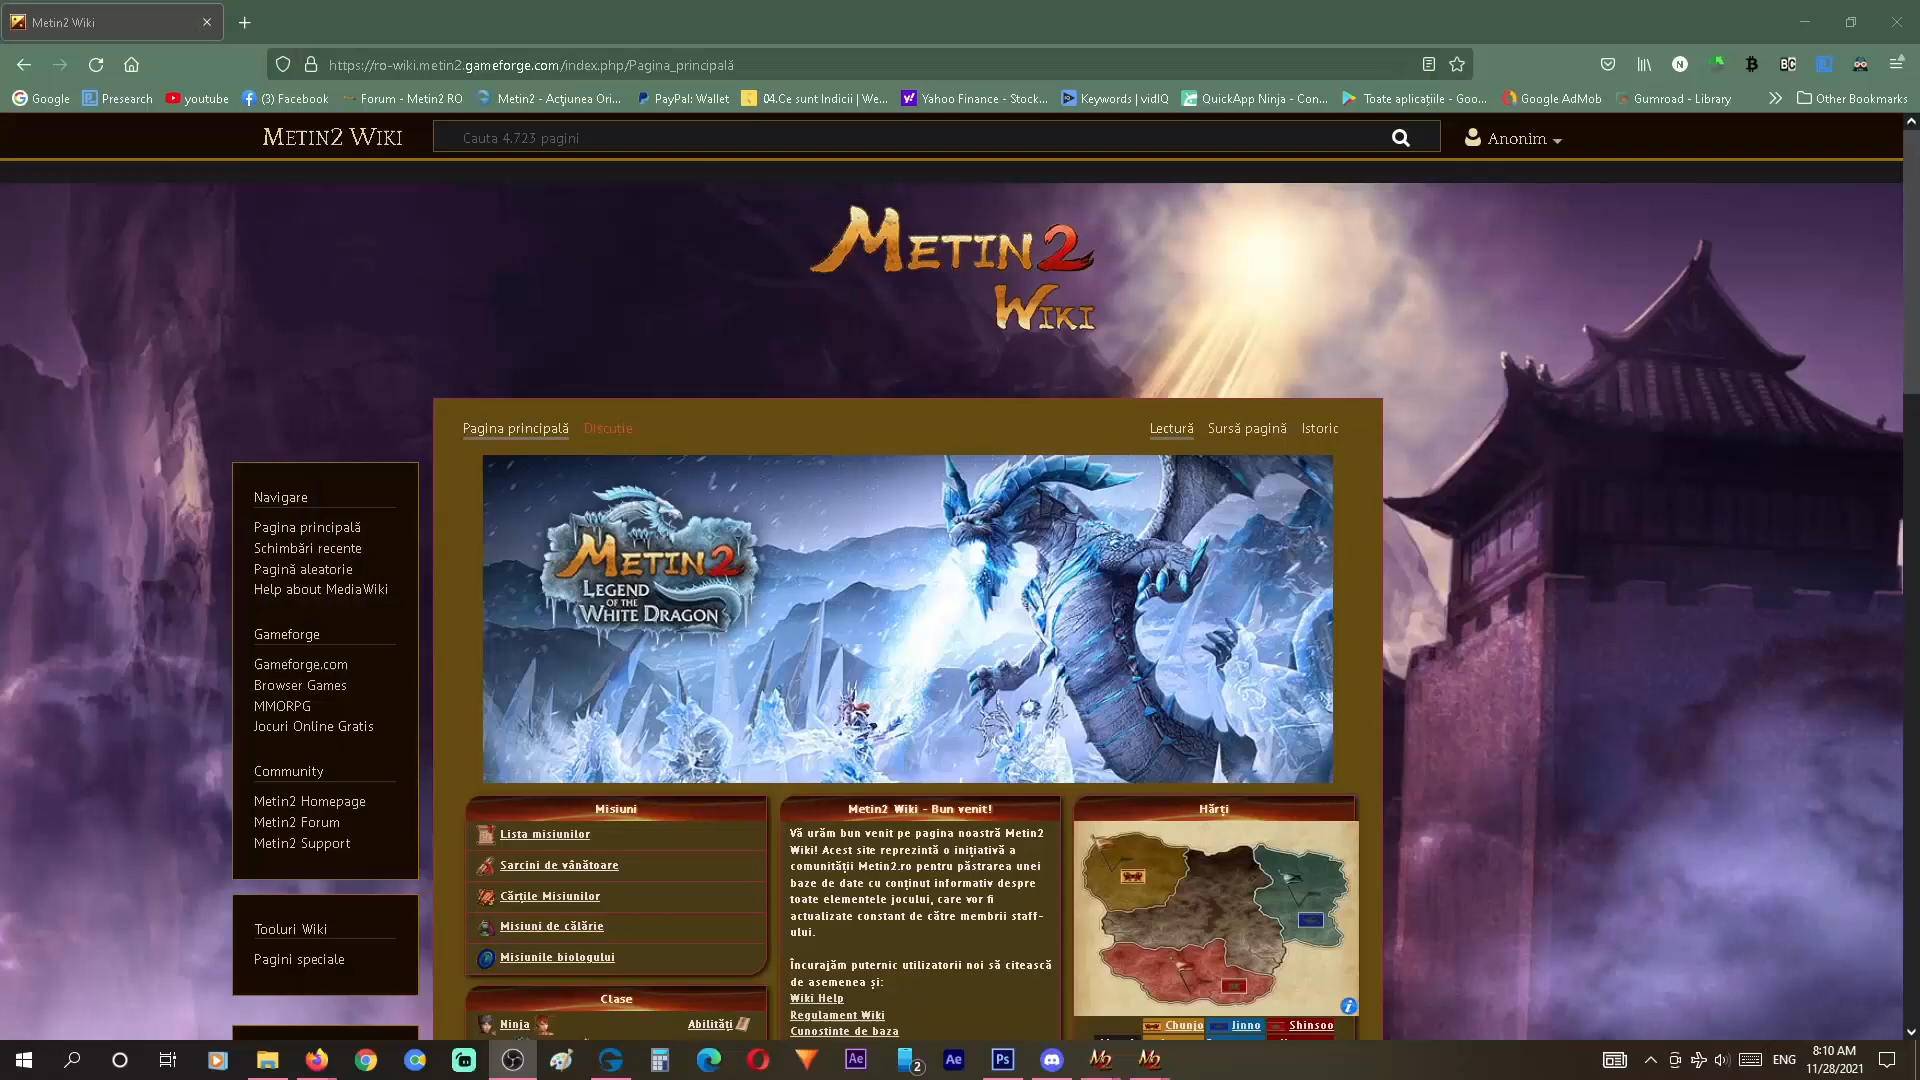 Metin2 Wiki
https://ro-wiki.metin2.gameforge.com/index.php/Pagina_principală
Google Presearch youtube (3) Facebook Forum - Metin2 RO Metin2 - Acţiunea Ori... PayPal: Wallet 04.Ce sunt Indicii | We... Yahoo Finance - Stock... Keywords | vidIQ QuickApp Ninja - Con... Toate aplicațiile - Goo... Google AdMob Gumroad - Library Other Bookmarks
Metin2 Wiki Cauta 4.723 pagini Anonim
Metin2
Wiki
Pagina principală Discuție Lectură Sursă pagină Istoric
Metin2
Legend
of the
White Dragon
Navigare
Pagina principală
Schimbări recente
Pagină aleatorie
Help about MediaWiki
Gameforge
Gameforge.com
Browser Games
MMORPG
Jocuri Online Gratis
Community
Metin2 Homepage
Metin2 Forum
Metin2 Support
Tooluri Wiki
Pagini speciale
Misiuni
Lista misiunilor
Sarcini de vânătoare
Cărțile Misiunilor
Misiuni de călărie
Misiunile biologului
Clase
Ninja Abilități
Metin2 Wiki - Bun venit!
Vă urăm bun venit pe pagina noastră Metin2
Wiki! Acest site reprezintă o inițiativă a
comunității Metin2.ro pentru păstrarea unei
baze de date cu conținut informativ despre
toate elementele jocului, care vor fi
actualizate constant de către membrii staff-
ului.
Încurajăm puternic utilizatorii noi să citească
de asemenea și:
Wiki Help
Regulament Wiki
Cunostinte de baza
Hărți
Chunjo Jinno Shinsoo
2
ENG
8:10 AM
11/28/2021